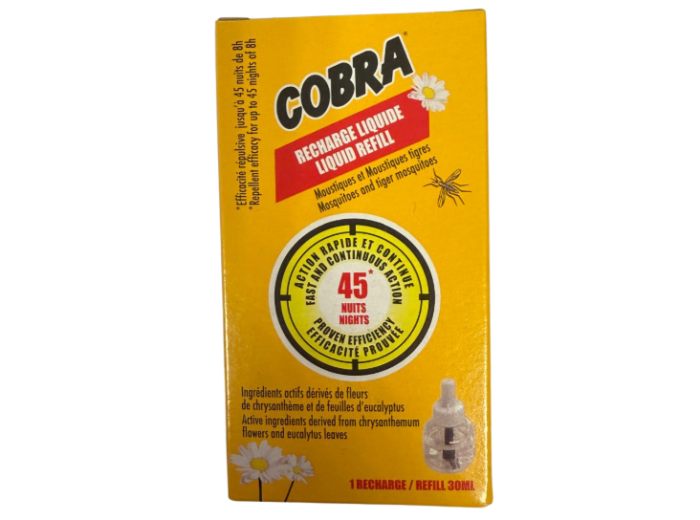 *Efficacité répulsive jusqu'à 45 nuits de 8h
*Repellent efficacy for up to 45 nights of 8h
COBRA
RECHARGE LIQUIDE
LIQUID REFILL
Moustiques et Moustiques tigres
Mosquitoes and tiger mosquitoes
ACTION RAPIDE ET CONTINUE
FAST AND CONTINUOUS ACTION
45*
NUITS
NIGHTS
PROVEN EFFICIENCY
EFFICACITÉ PROUVÉE
Ingrédients actifs dérivés de fleurs
de chrysanthème et de feuilles d'eucalyptus
Active ingredients derived from chrysanthemum
flowers and eucalytus leaves
1 RECHARGE / REFILL 30ML